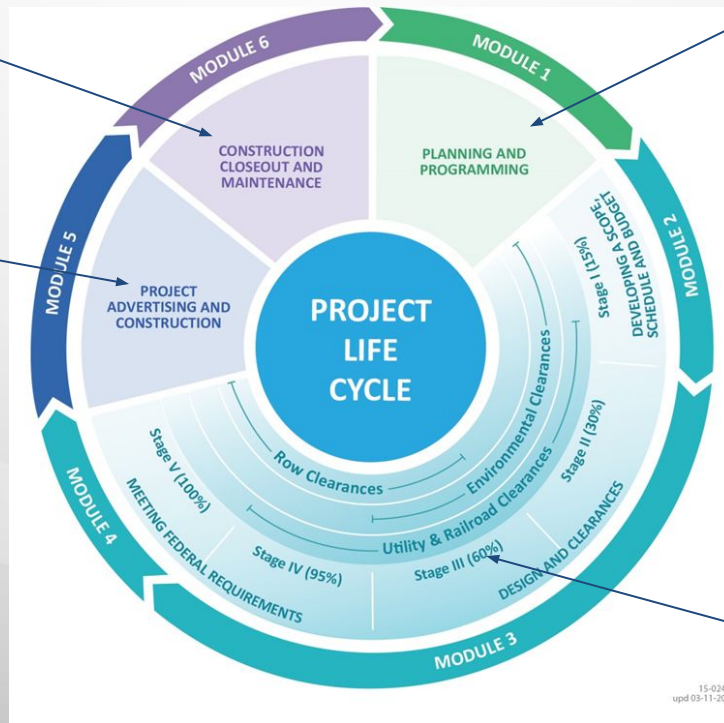 MODULE 6
MODULE 1
CONSTRUCTION
CLOSEOUT AND
MAINTENANCE
PLANNING AND
PROGRAMMING
MODULE 2
DEVELOPING A SCOPE,
SCHEDULE AND BUDGET
Stage I (15%)
MODULE 5
PROJECT
ADVERTISING AND
CONSTRUCTION
PROJECT
LIFE
CYCLE
Row Clearances
Environmental Clearances
Utility & Railroad Clearances
Stage II (30%)
DESIGN AND CLEARANCES
Stage III (60%)
Stage IV (95%)
Stage V (100%)
MEETING FEDERAL REQUIREMENTS
MODULE 4
MODULE 3
15-024
upd 03-11-20